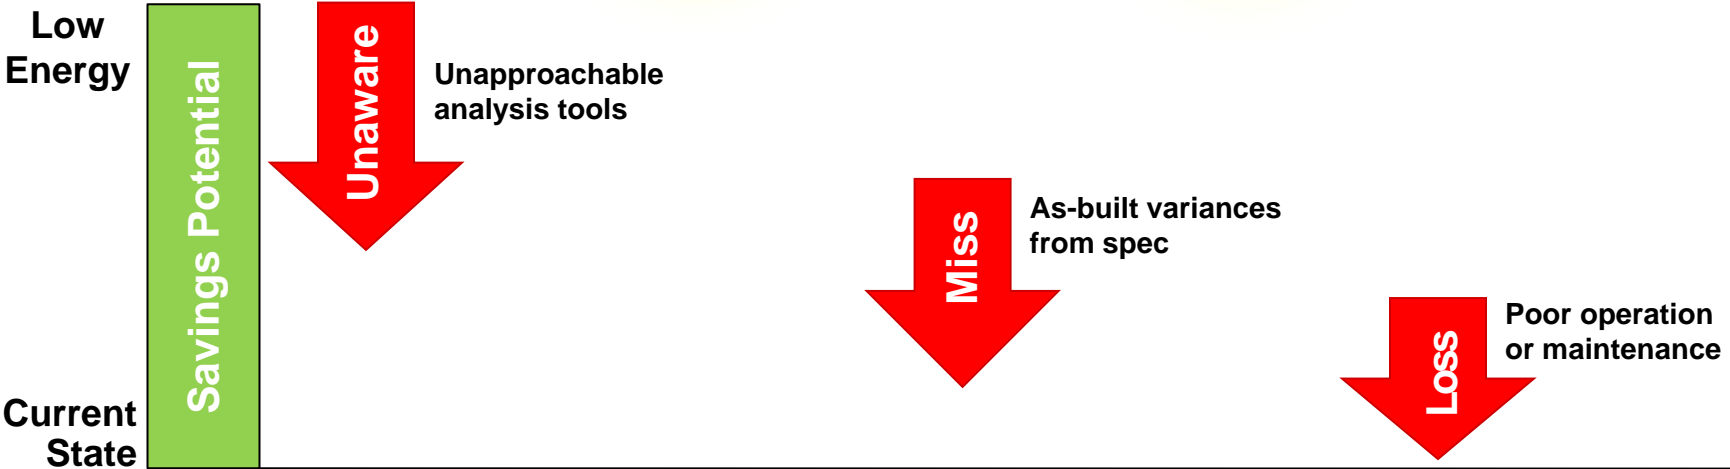 Low
Energy
Current
State
Savings Potential
Unaware
Unapproachable
analysis tools
Miss
As-built variances
from spec
Loss
Poor operation
or maintenance